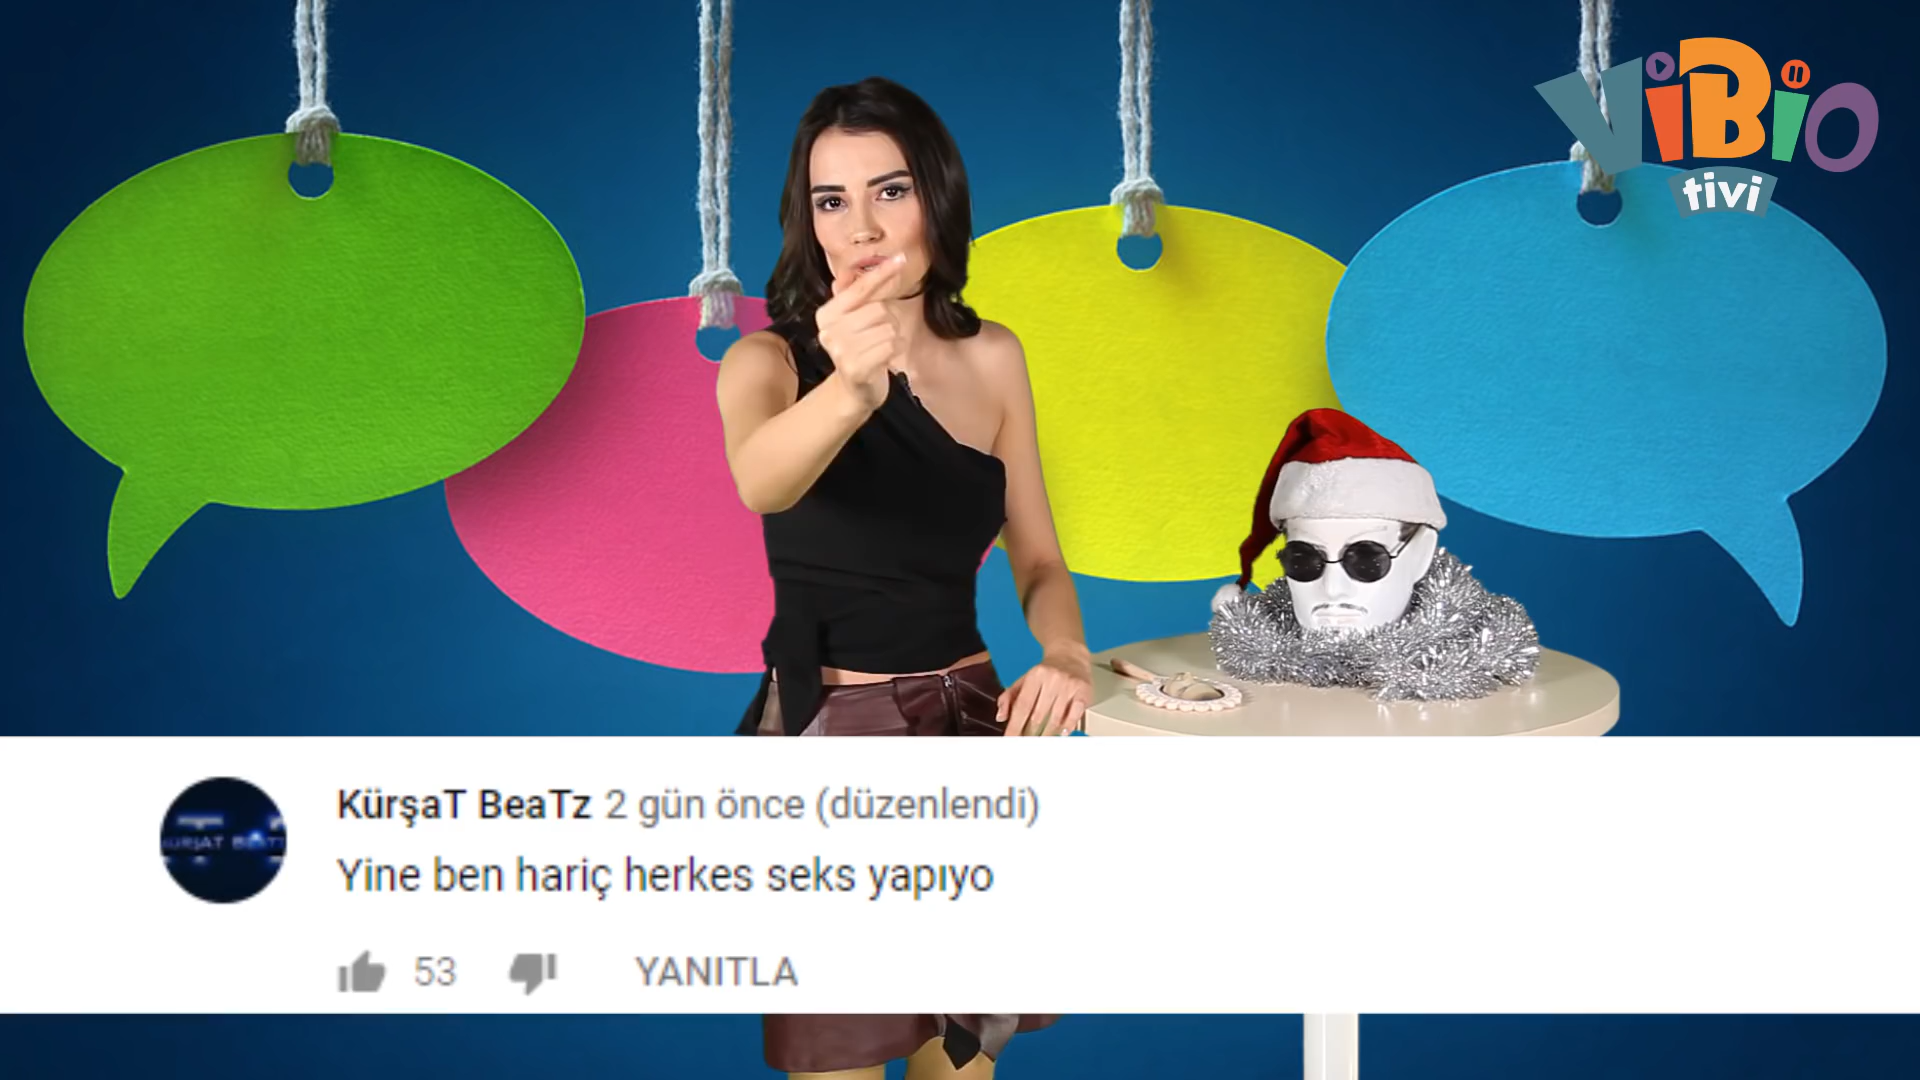 ViBiO
tivi
KürşaT BeaTz 2 gün önce (düzenlendi)
Yine ben hariç herkes seks yapıyo
53
YANITLA